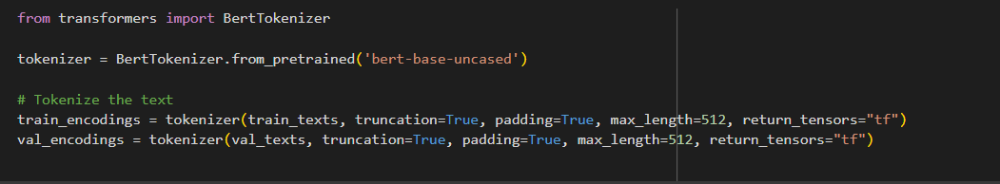 from transformers import BertTokenizer
tokenizer = BertTokenizer.from_pretrained('bert-base-uncased')
# Tokenize the text
train_encodings = tokenizer(train_texts, truncation=True, padding=True, max_length=512, return_tensors="tf")
val_encodings = tokenizer(val_texts, truncation=True, padding=True, max_length=512, return_tensors="tf")